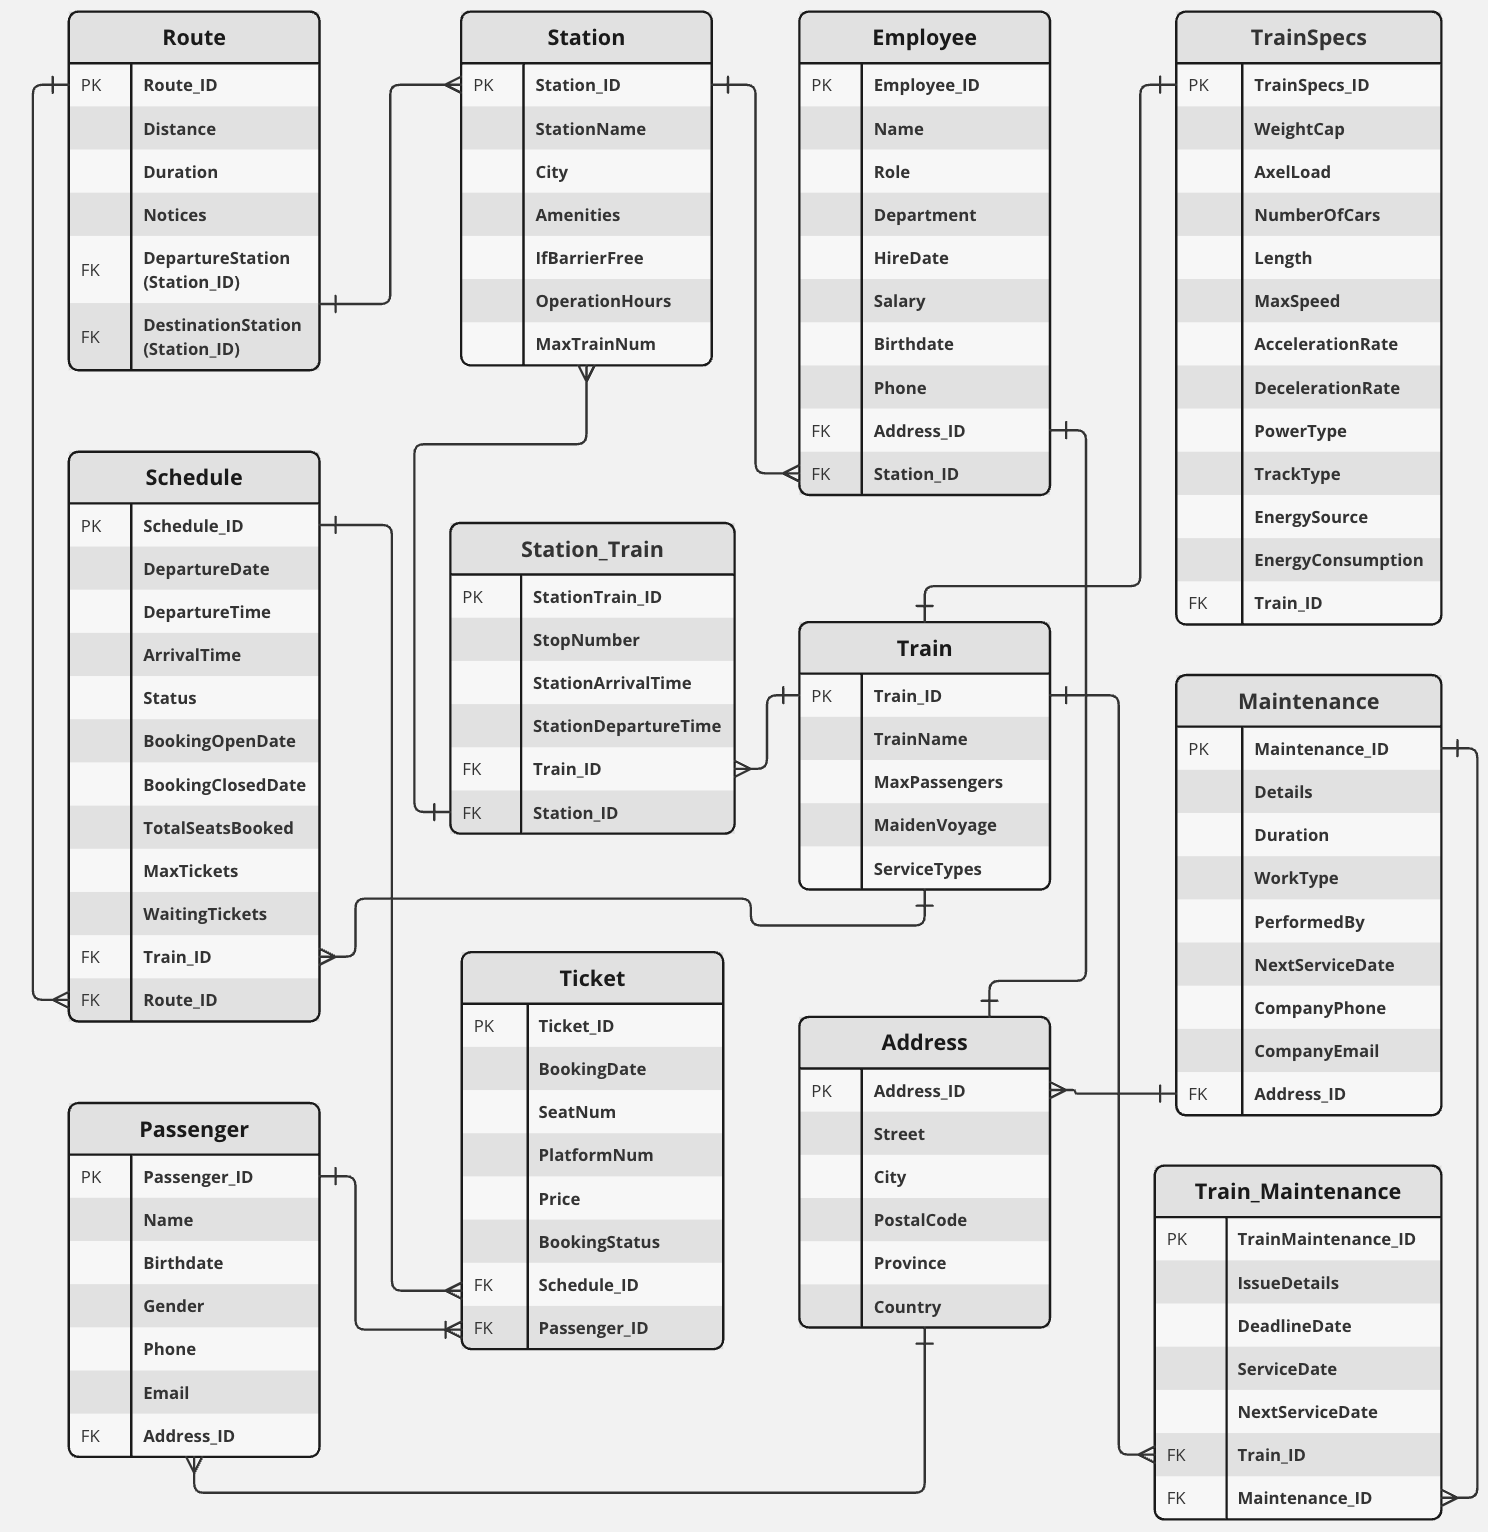 Route
PK Route_ID
Distance
Duration
Notices
FK DepartureStation
(Station_ID)
FK DestinationStation
(Station_ID)
Station
PK Station_ID
StationName
City
Amenities
IfBarrierFree
OperationHours
MaxTrainNum
Employee
PK Employee_ID
Name
Role
Department
HireDate
Salary
Birthdate
Phone
FK Address_ID
FK Station_ID
TrainSpecs
PK TrainSpecs_ID
WeightCap
AxelLoad
NumberOfCars
Length
MaxSpeed
AccelerationRate
DecelerationRate
PowerType
TrackType
EnergySource
EnergyConsumption
FK Train_ID
Schedule
PK Schedule_ID
DepartureDate
DepartureTime
ArrivalTime
Status
BookingOpenDate
BookingClosedDate
TotalSeatsBooked
MaxTickets
WaitingTickets
FK Train_ID
FK Route_ID
Station_Train
PK StationTrain_ID
StopNumber
StationArrivalTime
StationDepartureTime
FK Train_ID
FK Station_ID
Train
PK Train_ID
TrainName
MaxPassengers
MaidenVoyage
ServiceTypes
Maintenance
PK Maintenance_ID
Details
Duration
WorkType
PerformedBy
NextServiceDate
CompanyPhone
CompanyEmail
FK Address_ID
Passenger
PK Passenger_ID
Name
Birthdate
Gender
Phone
Email
FK Address_ID
Ticket
PK Ticket_ID
BookingDate
SeatNum
PlatformNum
Price
BookingStatus
FK Schedule_ID
FK Passenger_ID
Address
PK Address_ID
Street
City
PostalCode
Province
Country
Train_Maintenance
PK TrainMaintenance_ID
IssueDetails
DeadlineDate
ServiceDate
NextServiceDate
FK Train_ID
FK Maintenance_ID